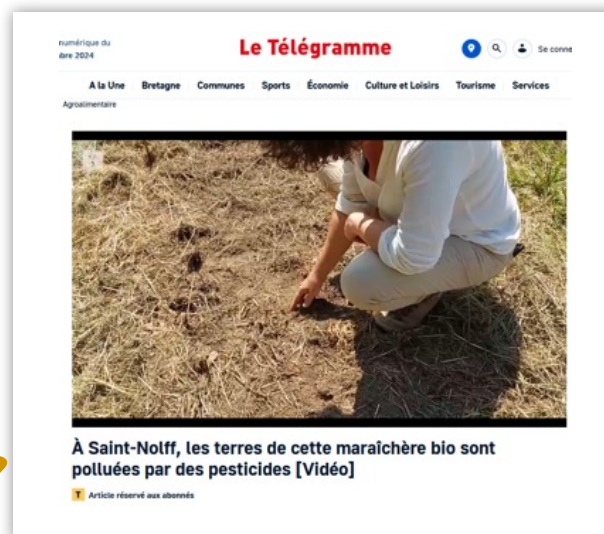 numérique du
bre 2024
Le Télégramme
Se conne
A la Une Bretagne Communes Sports Économie Culture et Loisirs Tourisme Services
Agroalimentaire
À Saint-Nolff, les terres de cette maraîchère bio sont
polluées par des pesticides [Vidéo]
T Article réservé aux abonnés